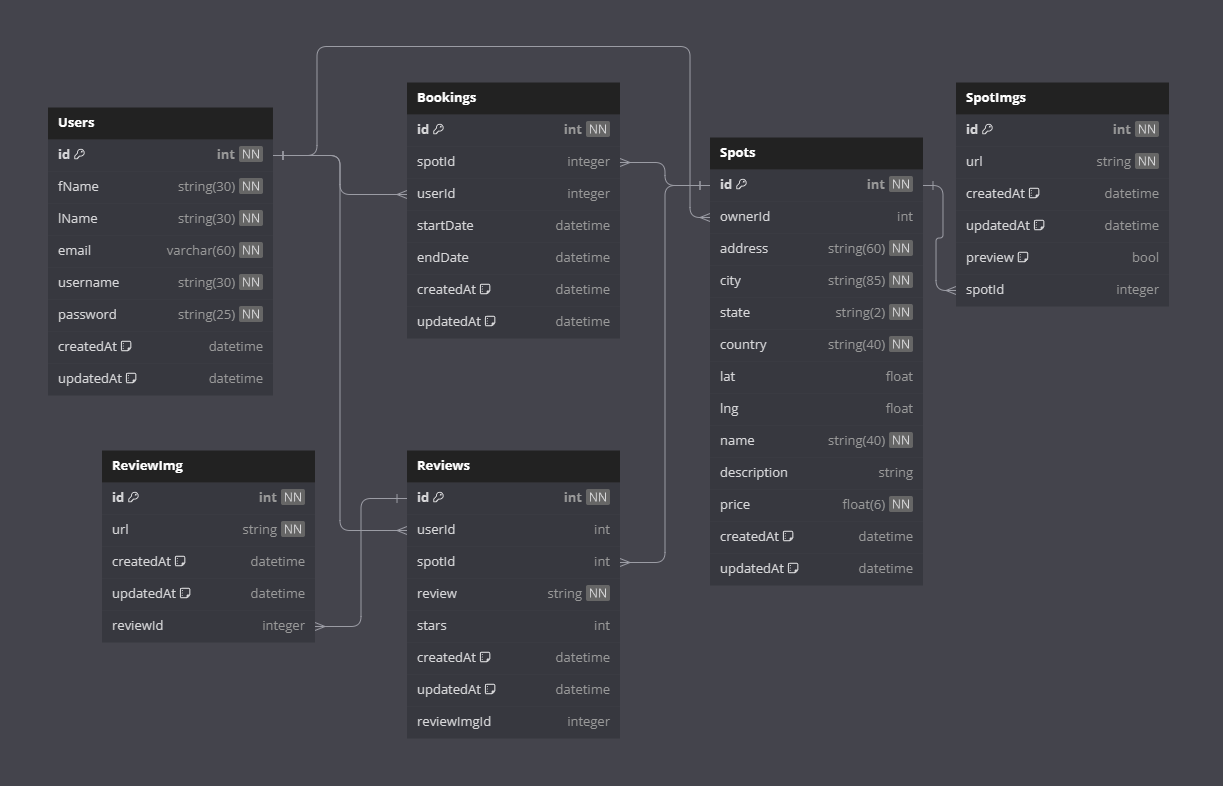 Users
id int NN
fName string(30) NN
lName string(30) NN
email varchar(60) NN
username string(30) NN
password string(25) NN
createdAt datetime
updatedAt datetime
Bookings
id int NN
spotId integer
userId integer
startDate datetime
endDate datetime
createdAt datetime
updatedAt datetime
Spots
id int NN
ownerId int
address string(60) NN
city string(85) NN
state string(2) NN
country string(40) NN
lat float
lng float
name string(40) NN
description string
price float(6) NN
createdAt datetime
updatedAt datetime
SpotImgs
id int NN
url string NN
createdAt datetime
updatedAt datetime
preview bool
spotId integer
ReviewImg
id int NN
url string NN
createdAt datetime
updatedAt datetime
reviewId integer
Reviews
id int NN
userId int
spotId int
review string NN
stars int
createdAt datetime
updatedAt datetime
reviewImgId integer